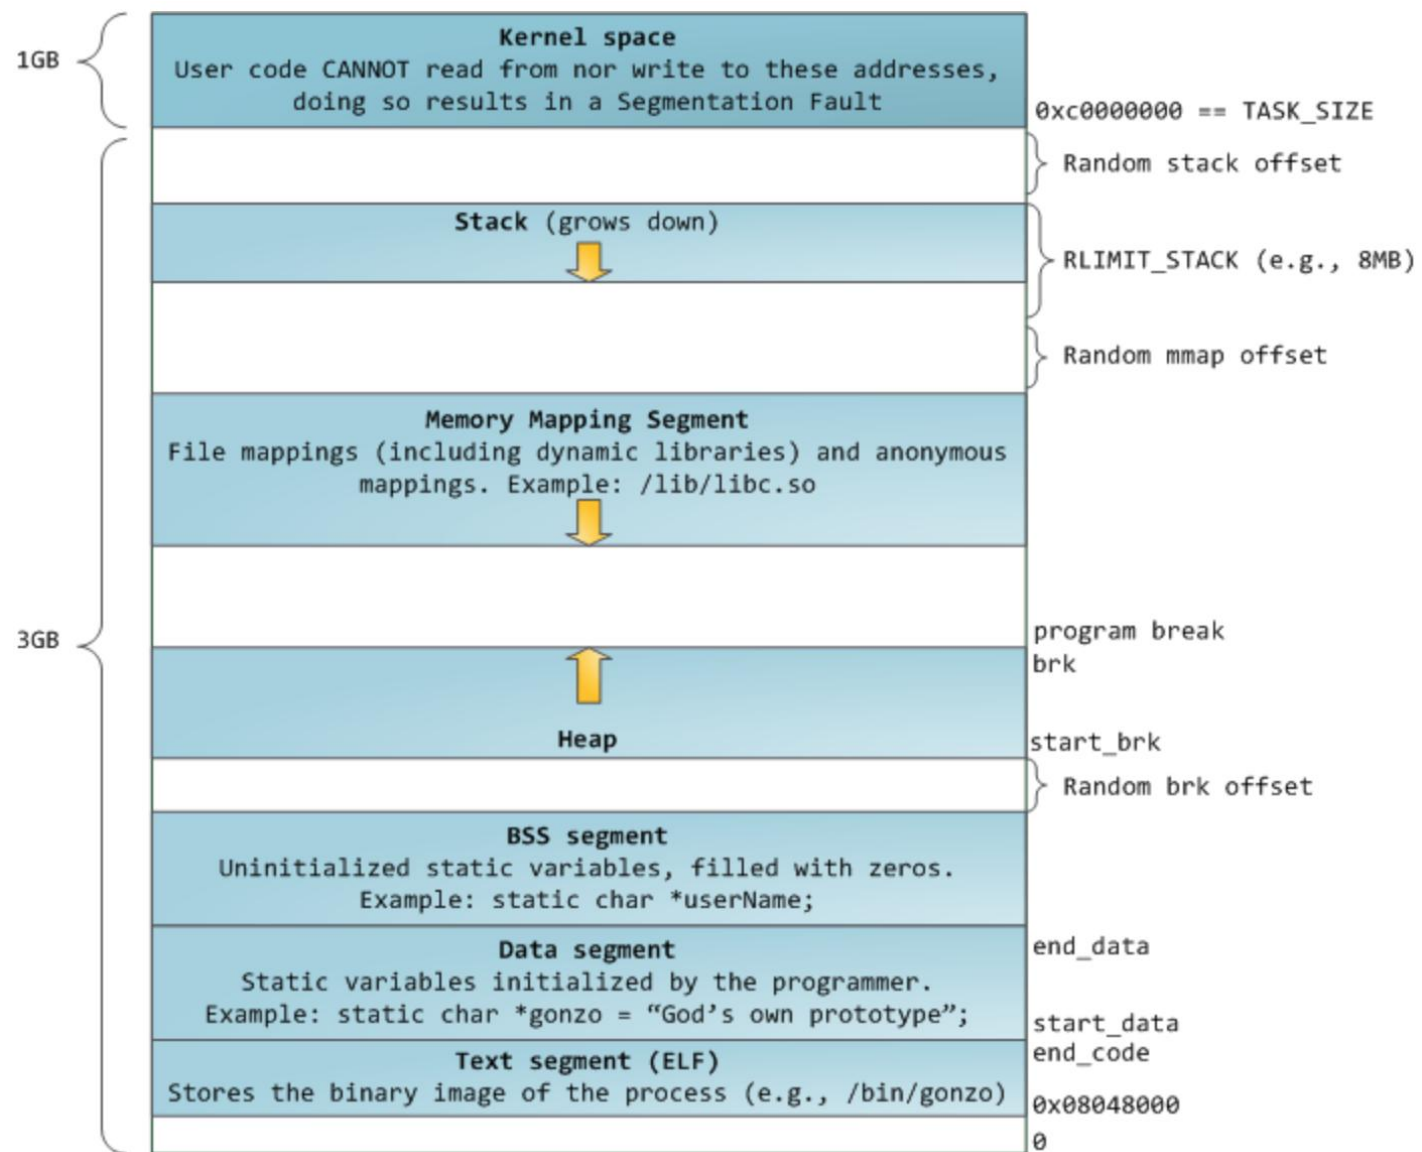 1GB
Kernel space
User code CANNOT read from nor write to these addresses,
doing so results in a Segmentation Fault
0xc0000000 == TASK_SIZE
Random stack offset
Stack (grows down)
RLIMIT_STACK (e.g., 8MB)
Random mmap offset
Memory Mapping Segment
File mappings (including dynamic libraries) and anonymous
mappings. Example: /lib/libc.so
3GB
program break
brk
Heap
start_brk
Random brk offset
BSS segment
Uninitialized static variables, filled with zeros.
Example: static char *userName;
Data segment
end_data
Static variables initialized by the programmer.
Example: static char *gonzo = “God’s own prototype”;
start_data
end_code
Text segment (ELF)
Stores the binary image of the process (e.g., /bin/gonzo)
0x08048000
0